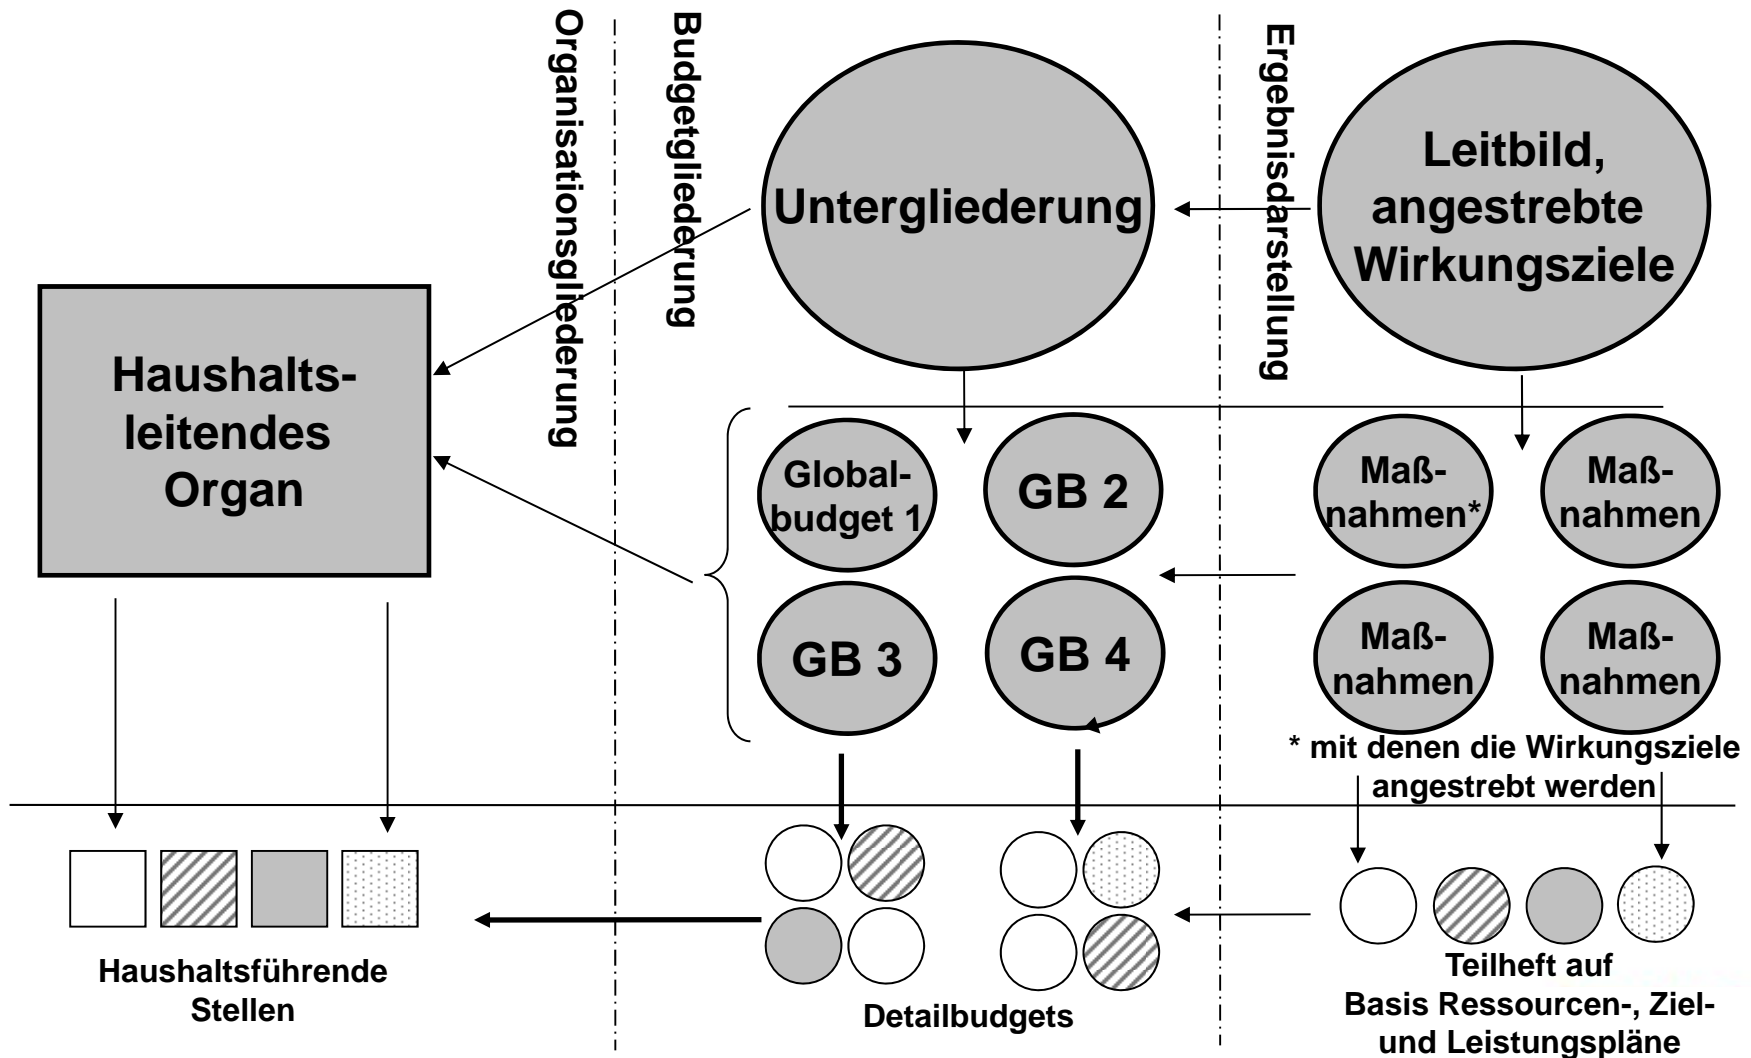 Organisationsgliederung
Budgetgliederung
Ergebnisdarstellung
Untergliederung
Leitbild,
angestrebte
Wirkungsziele
Haushalts-
leitendes
Organ
Global-
budget 1
GB 2
GB 3
GB 4
Maß-
nahmen*
Maß-
nahmen
Maß-
nahmen
Maß-
nahmen
* mit denen die Wirkungsziele
angestrebt werden
Haushaltsführende
Stellen
Detailbudgets
Teilheft auf
Basis Ressourcen-, Ziel-
und Leistungspläne